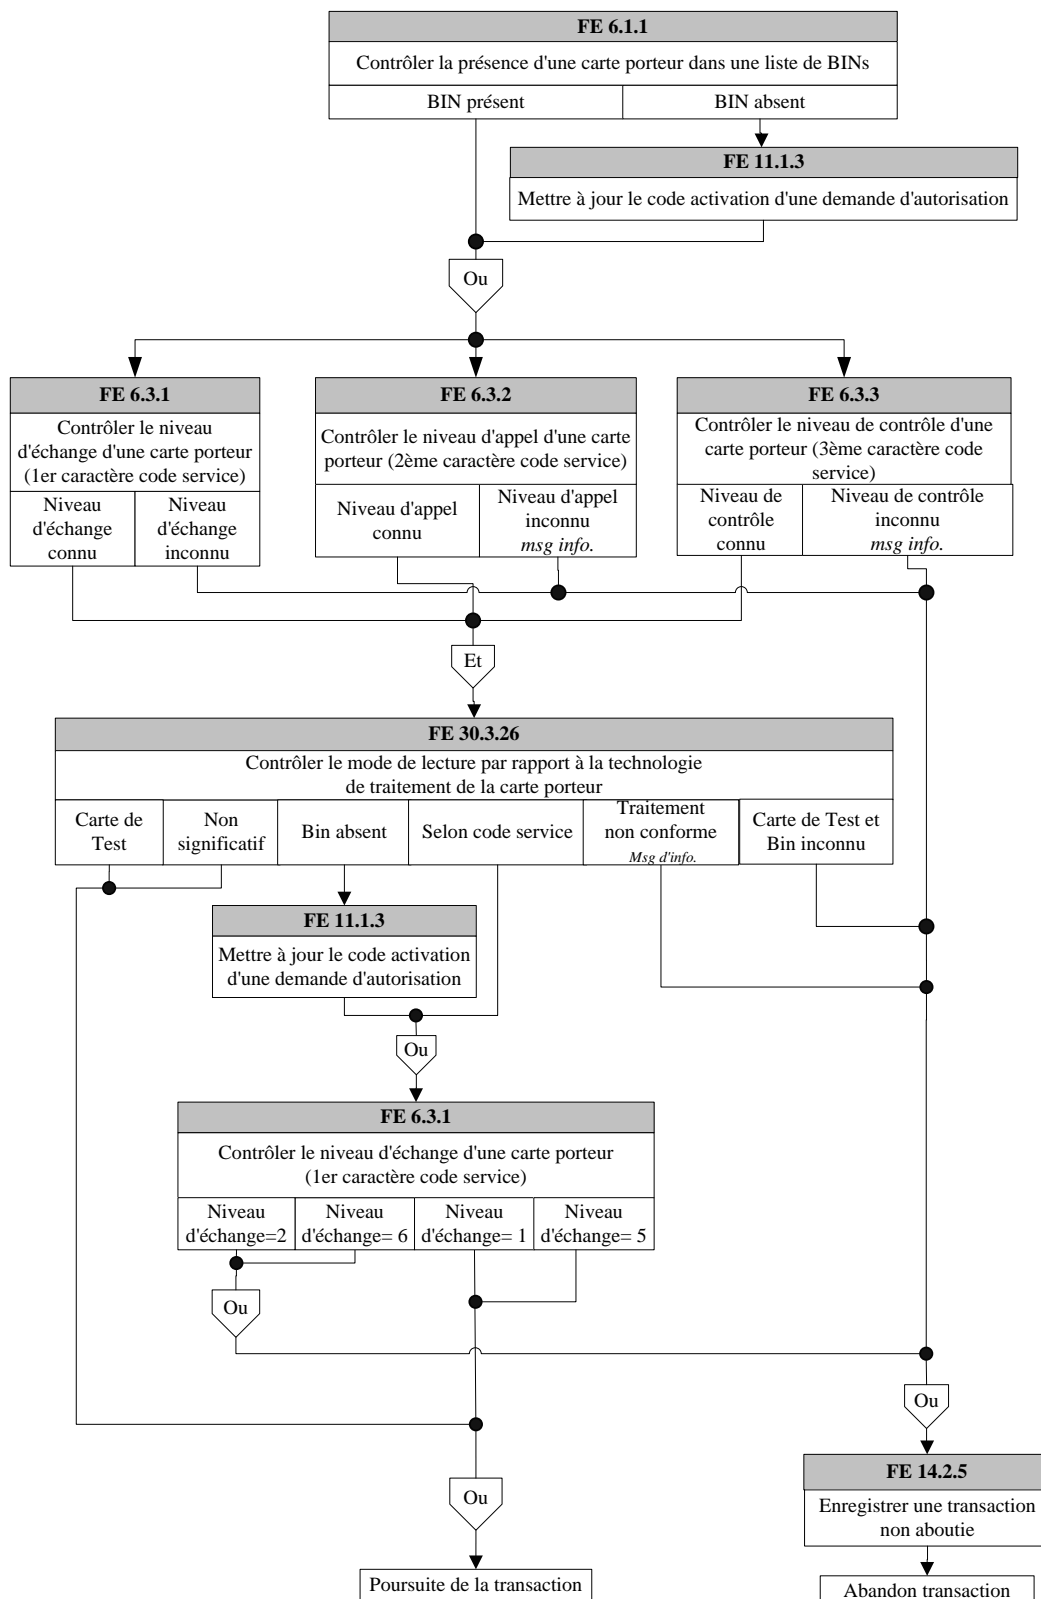 FE 6.1.1
Contrôler la présence d'une carte porteur dans une liste de BINs
BIN présent
BIN absent
FE 11.1.3
Mettre à jour le code activation d'une demande d'autorisation
Ou
FE 6.3.1
Contrôler le niveau
d'échange d'une carte porteur
(1er caractère code service)
Niveau
d'échange
connu
Niveau
d'échange
inconnu
FE 6.3.2
Contrôler le niveau d'appel d'une carte
porteur (2ème caractère code service)
Niveau d'appel
connu
Niveau d'appel
inconnu
msg info.
FE 6.3.3
Contrôler le niveau de contrôle d'une
carte porteur (3ème caractère code
service)
Niveau de
contrôle
connu
Niveau de contrôle
inconnu
msg info.
Et
FE 30.3.26
Contrôler le mode de lecture par rapport à la technologie
de traitement de la carte porteur
Carte de
Test
Non
significatif
Bin absent
Selon code service
Traitement
non conforme
Msg d'info.
Carte de Test et
Bin inconnu
FE 11.1.3
Mettre à jour le code activation
d'une demande d'autorisation
Ou
FE 6.3.1
Contrôler le niveau d'échange d'une carte porteur
(1er caractère code service)
Niveau
d'échange=2
Niveau
d'échange= 6
Niveau
d'échange= 1
Niveau
d'échange= 5
Ou
Ou
FE 14.2.5
Enregistrer une transaction
non aboutie
Ou
Poursuite de la transaction
Abandon transaction